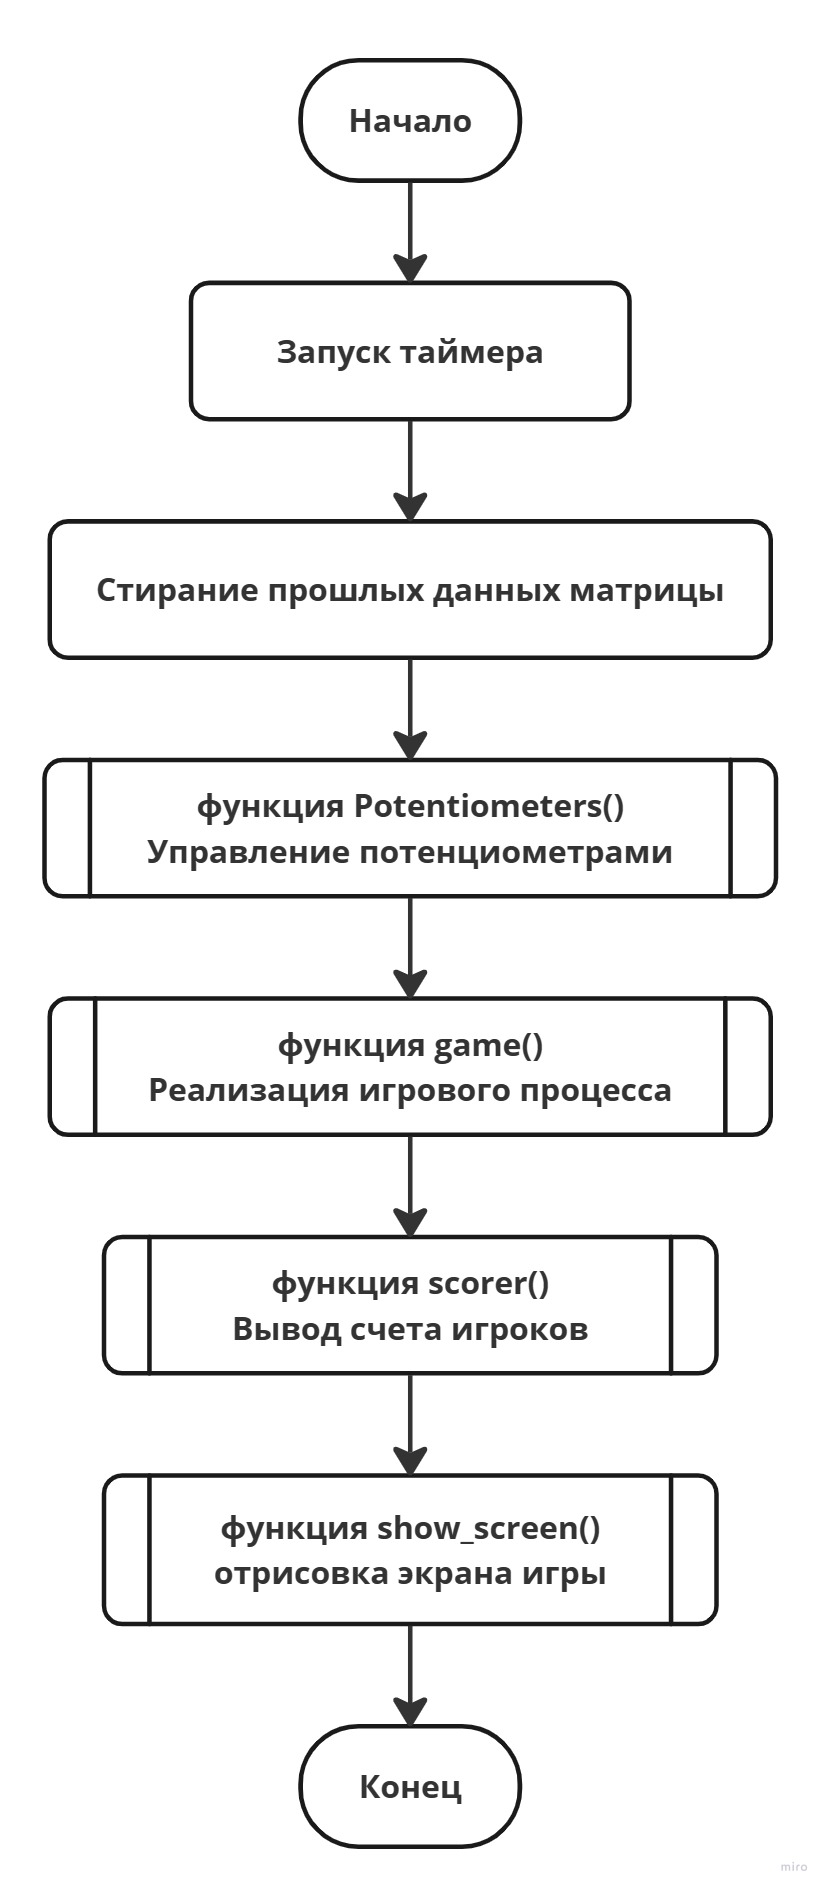 Начало
Запуск таймера
Стирание прошлых данных матрицы
функция Potentiometers()
Управление потенциометрами
функция game()
Реализация игрового процесса
функция scorer()
Вывод счета игроков
функция show_screen()
отрисовка экрана игры
Конец
miro